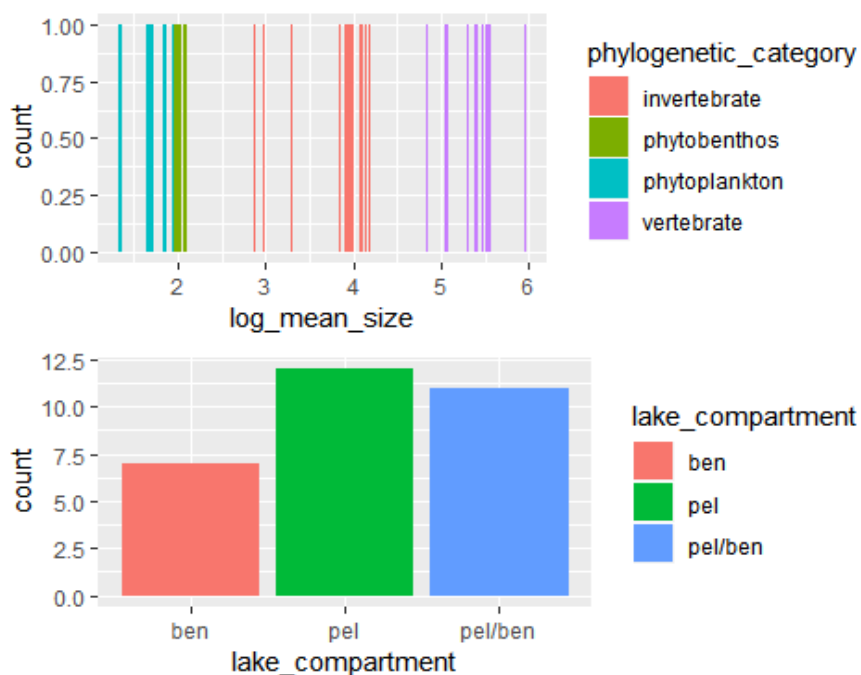 1.00
0.75
0.50
0.25
0.00
count
2 3 4 5 6
log_mean_size
phylogenetic_category
invertebrate
phytobenthos
phytoplankton
vertebrate
12.5
10.0
7.5
5.0
2.5
0.0
count
ben pel pel/ben
lake_compartment
lake_compartment
ben
pel
pel/ben